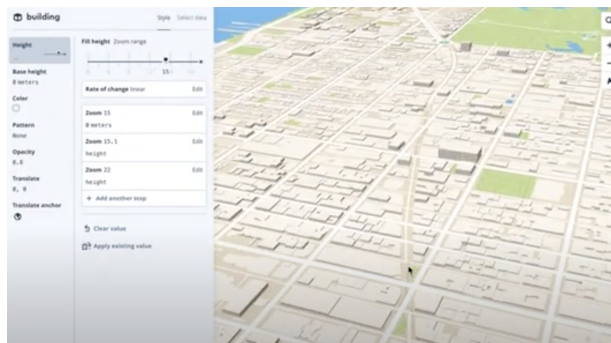 building
Style Select data
Height
Base height
0 meters
Color
Pattern
None
Opacity
0.6
Translate
0, 0
Translate anchor
Fill height Zoom range
15
Rate of change linear Edit
Zoom 15 Edit
0 meters
Zoom 15.1 Edit
height
Zoom 22 Edit
height
+ Add another stop
Clear value
Apply existing value